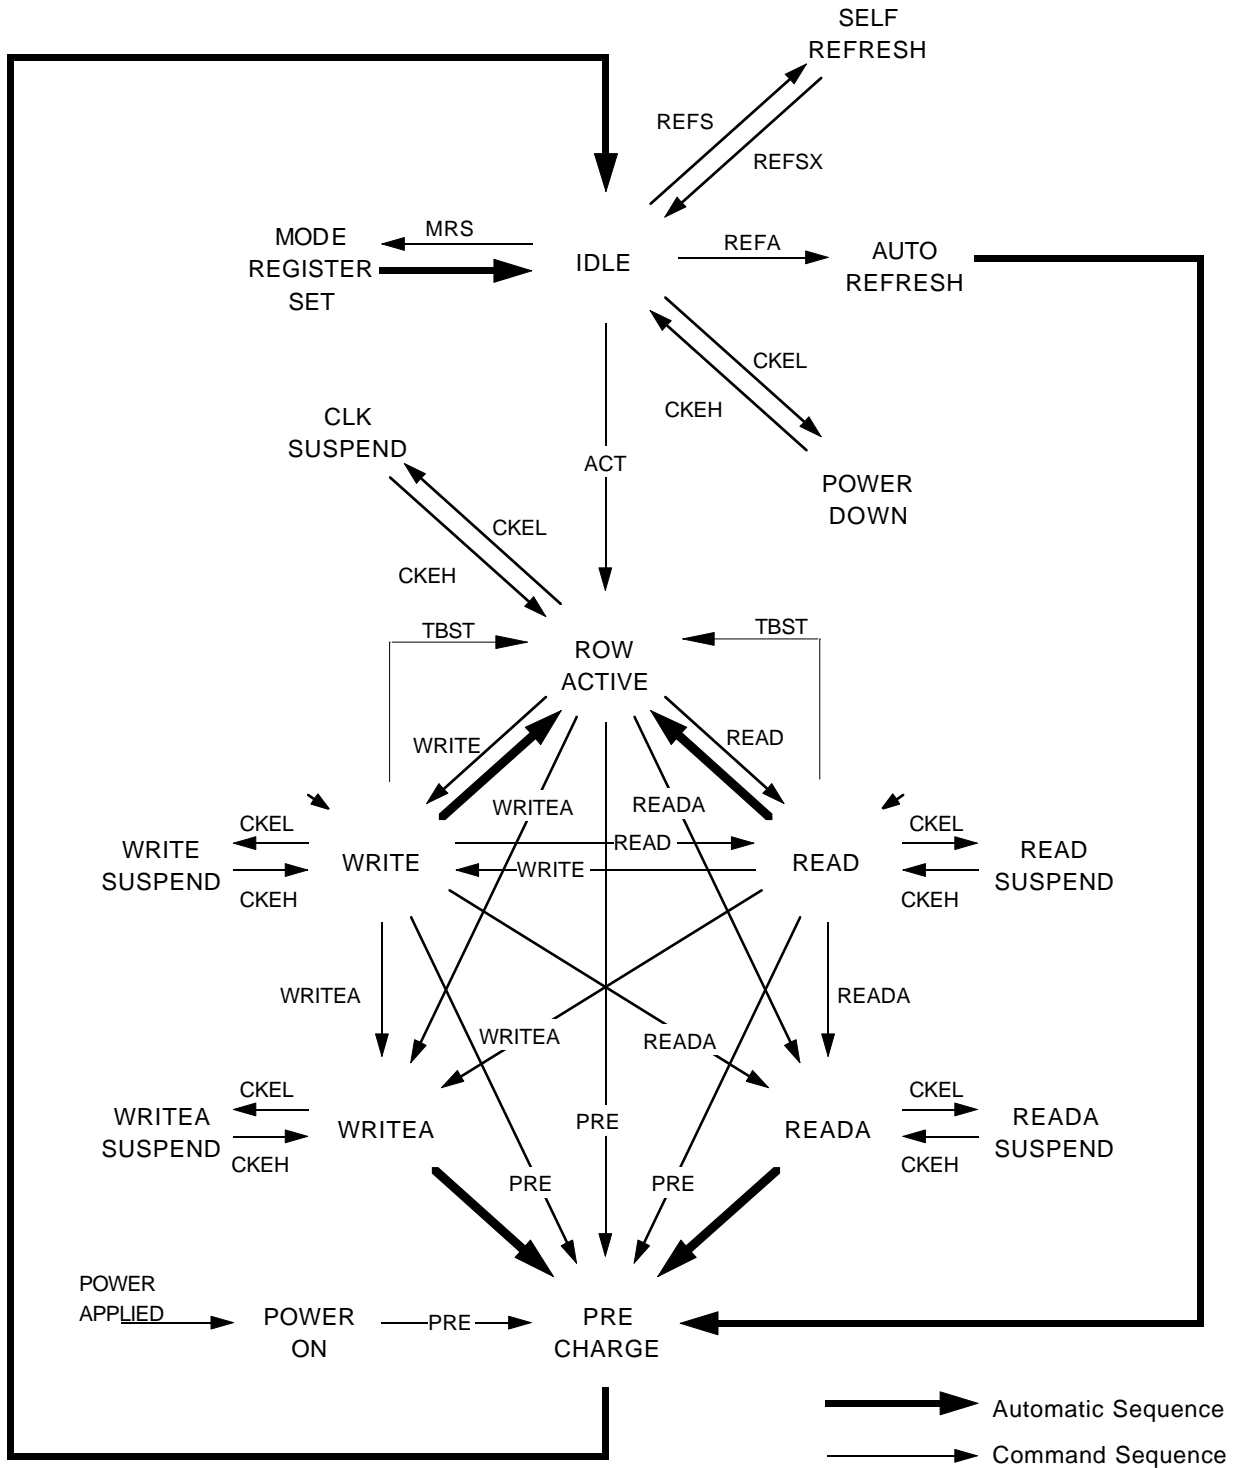 SELF
REFRESH
REFS
REFSX
MODE
REGISTER
SET
MRS
IDLE
REFA
AUTO
REFRESH
CKEL
CKEH
CLK
SUSPEND
ACT
POWER
DOWN
CKEL
CKEH
TBST
TBST
ROW
ACTIVE
WRITE
READ
WRITEA
READA
CKEL
CKEL
WRITE
SUSPEND
WRITE
READ
WRITE
READ
READ
SUSPEND
CKEH
CKEH
WRITEA
READA
WRITEA
READA
CKEL
CKEL
WRITEA
SUSPEND
WRITEA
PRE
READA
READA
SUSPEND
CKEH
CKEH
PRE
PRE
POWER
APPLIED
POWER
ON
PRE
PRE
CHARGE
Automatic Sequence
Command Sequence